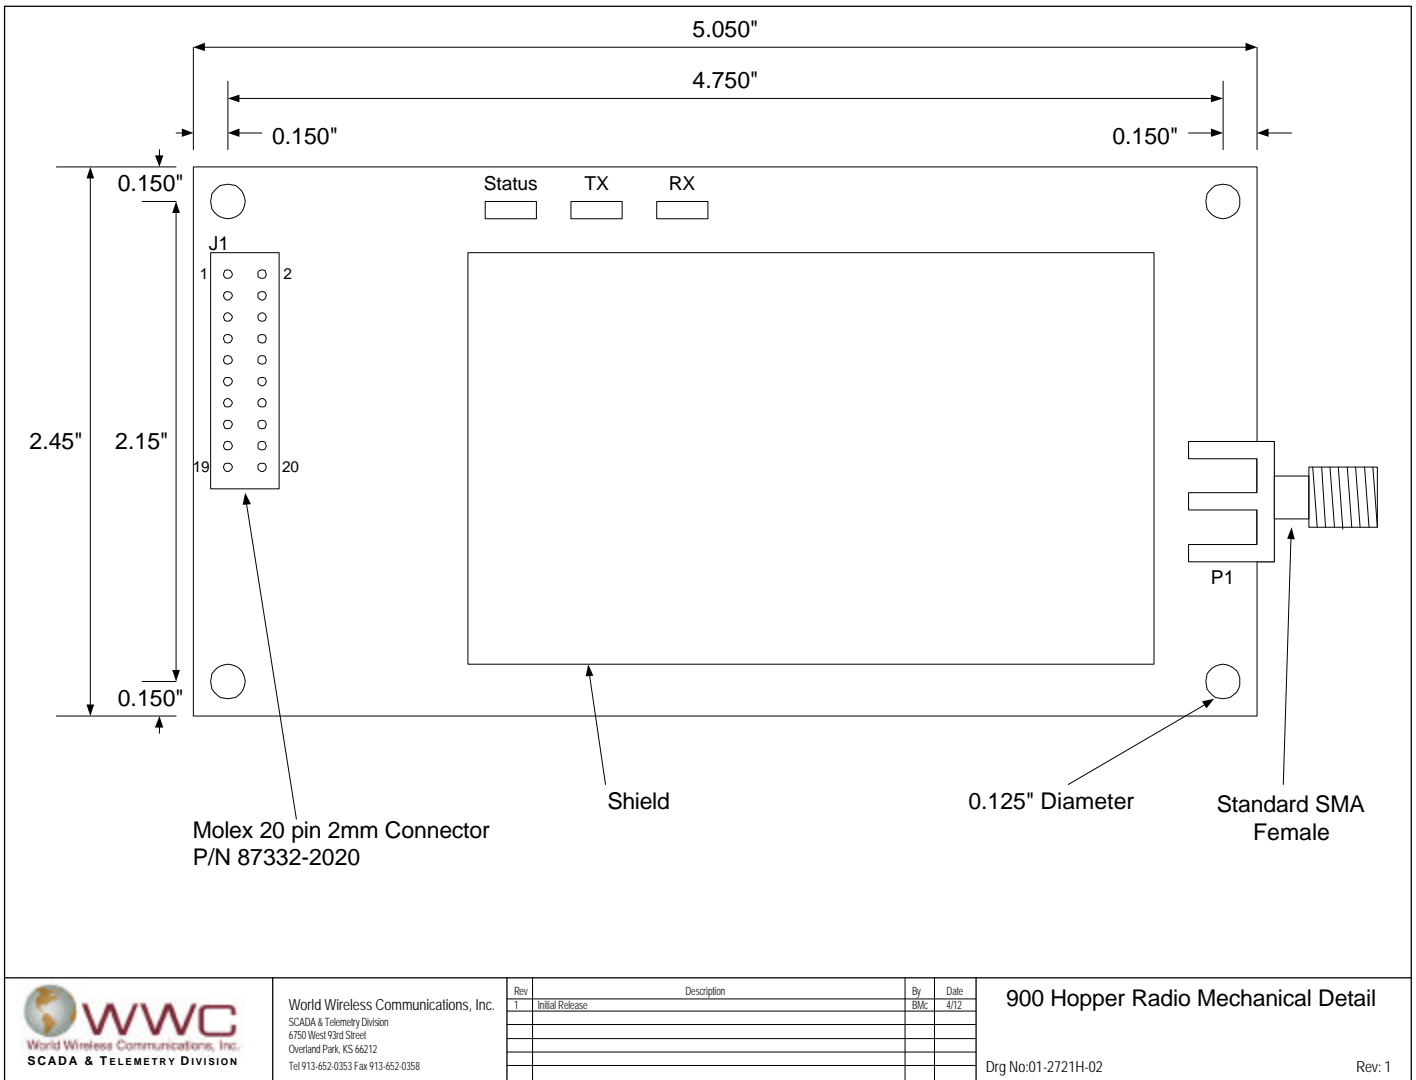 5.050"
4.750"
0.150"
0.150"
0.150"
Status TX RX
J1
1 2
2.45" 2.15"
19 20
P1
0.150"
Shield
0.125" Diameter
Standard SMA
Female
Molex 20 pin 2mm Connector
P/N 87332-2020
WWC
World Wireless Communications, Inc.
SCADA & TELEMETRY DIVISION
World Wireless Communications, Inc.
SCADA & Telemetry Division
6750 West 93rd Street
Overland Park, KS 66212
Tel 913-652-0353 Fax 913-652-0358
Rev Description By Date
1 Initial Release BMc 4/12
900 Hopper Radio Mechanical Detail
Drg No:01-2721H-02 Rev: 1